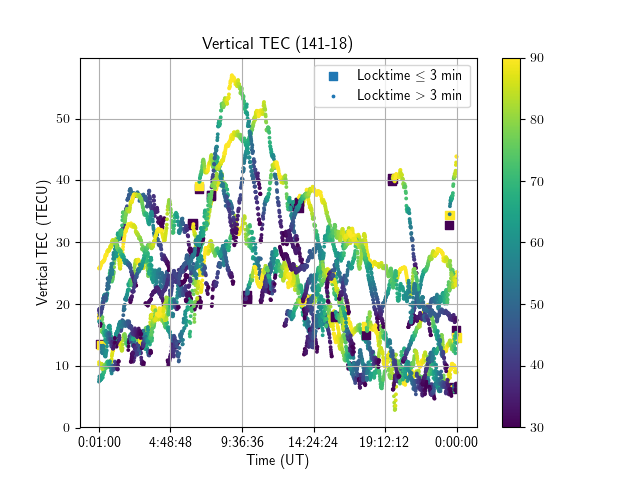 Vertical TEC (141-18)
Locktime ≤ 3 min
Locktime > 3 min
Vertical TEC (TECU)
50
40
30
20
10
0
0:01:00 4:48:48 9:36:36 14:24:24 19:12:12 0:00:00
Time (UT)
90
80
70
60
50
40
30